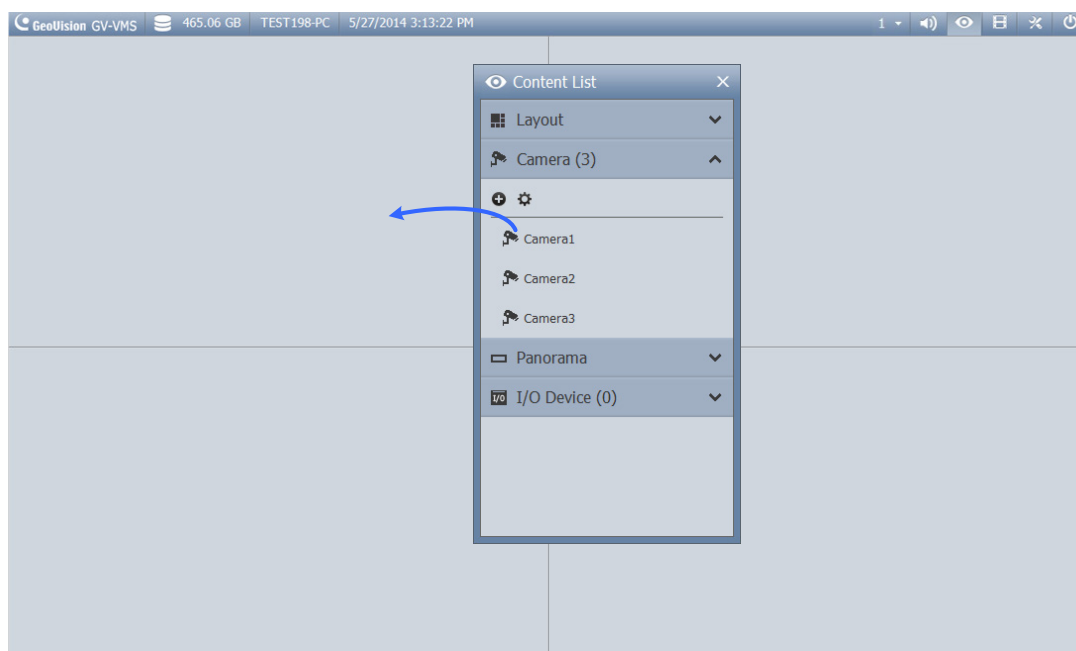 GeoVision GV-VMS 465.06 GB TEST198-PC 5/27/2014 3:13:22 PM 1
Content List
Layout
Camera (3)
Camera1
Camera2
Camera3
Panorama
I/O I/O Device (0)